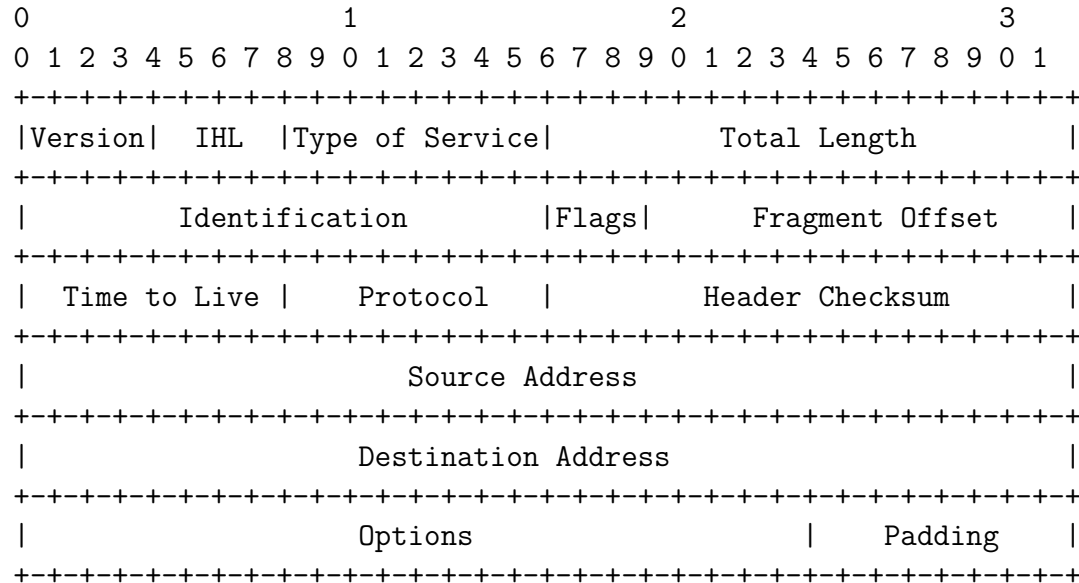 0                   1                   2                   3
0 1 2 3 4 5 6 7 8 9 0 1 2 3 4 5 6 7 8 9 0 1 2 3 4 5 6 7 8 9 0 1
+-+-+-+-+-+-+-+-+-+-+-+-+-+-+-+-+-+-+-+-+-+-+-+-+-+-+-+-+-+-+-+-+
|Version|  IHL  |Type of Service|          Total Length         |
+-+-+-+-+-+-+-+-+-+-+-+-+-+-+-+-+-+-+-+-+-+-+-+-+-+-+-+-+-+-+-+-+
|         Identification        |Flags|      Fragment Offset    |
+-+-+-+-+-+-+-+-+-+-+-+-+-+-+-+-+-+-+-+-+-+-+-+-+-+-+-+-+-+-+-+-+
|  Time to Live |    Protocol   |         Header Checksum       |
+-+-+-+-+-+-+-+-+-+-+-+-+-+-+-+-+-+-+-+-+-+-+-+-+-+-+-+-+-+-+-+-+
|                       Source Address                          |
+-+-+-+-+-+-+-+-+-+-+-+-+-+-+-+-+-+-+-+-+-+-+-+-+-+-+-+-+-+-+-+-+
|                    Destination Address                        |
+-+-+-+-+-+-+-+-+-+-+-+-+-+-+-+-+-+-+-+-+-+-+-+-+-+-+-+-+-+-+-+-+
|                    Options                    |    Padding    |
+-+-+-+-+-+-+-+-+-+-+-+-+-+-+-+-+-+-+-+-+-+-+-+-+-+-+-+-+-+-+-+-+